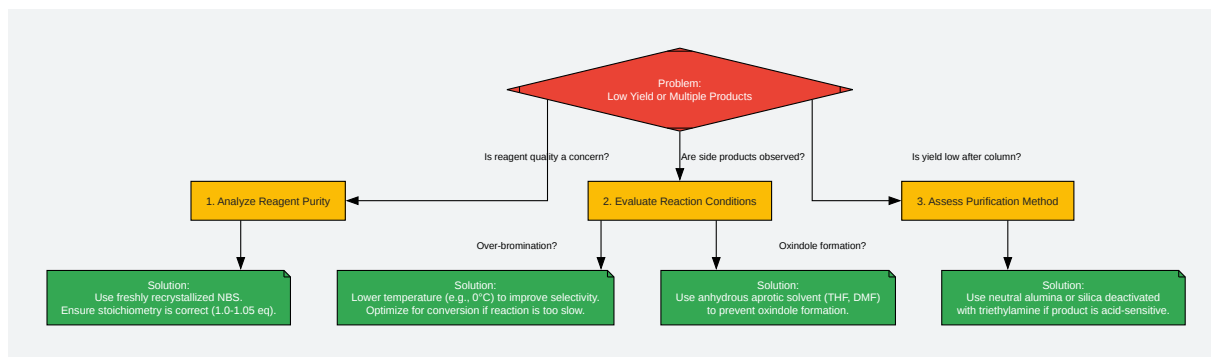 Problem:
Low Yield or Multiple Products
Is reagent quality a concern?
Are side products observed?
Is yield low after column?
1. Analyze Reagent Purity
2. Evaluate Reaction Conditions
3. Assess Purification Method
Over-bromination?
Oxindole formation?
Solution:
Use freshly recrystallized NBS.
Ensure stoichiometry is correct (1.0-1.05 eq).
Solution:
Lower temperature (e.g., 0°C) to improve selectivity.
Optimize for conversion if reaction is too slow.
Solution:
Use anhydrous aprotic solvent (THF, DMF)
to prevent oxindole formation.
Solution:
Use neutral alumina or silica deactivated
with triethylamine if product is acid-sensitive.